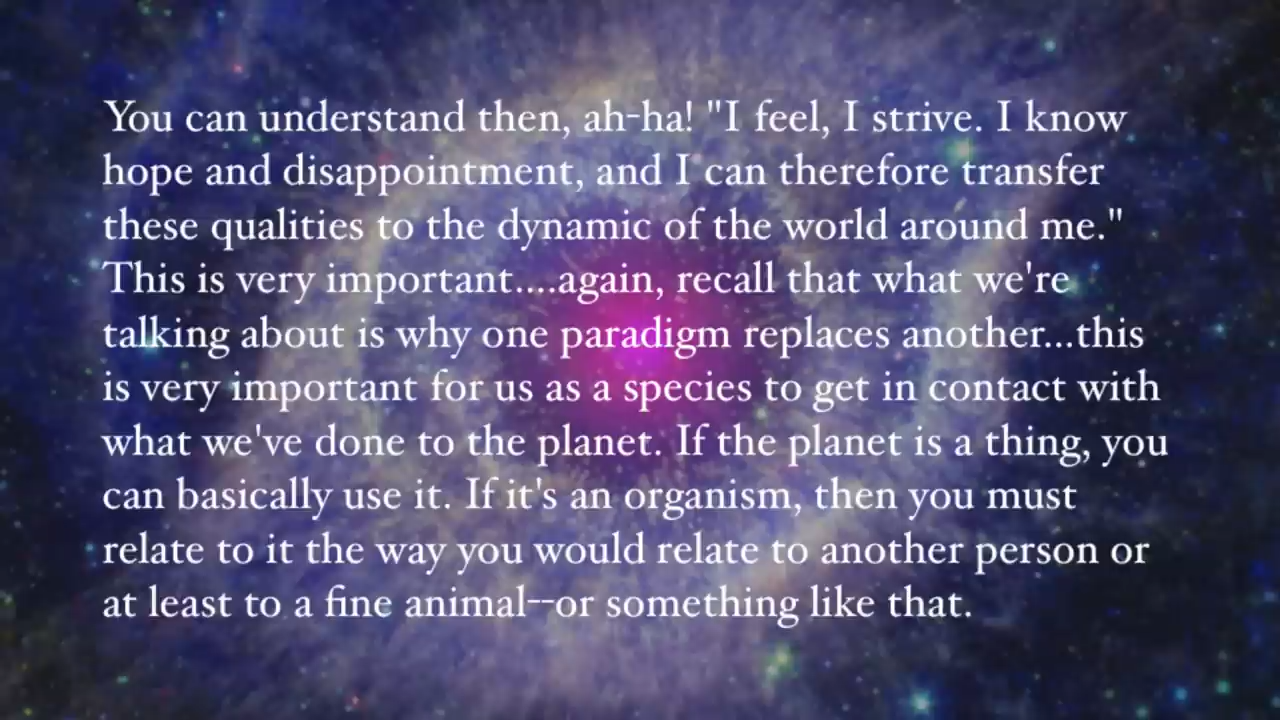 You can understand then, ah-ha! "I feel, I strive. I know
hope and disappointment, and I can therefore transfer
these qualities to the dynamic of the world around me."
This is very important....again, recall that what we're
talking about is why one paradigm replaces another...this
is very important for us as a species to get in contact with
what we've done to the planet. If the planet is a thing, you
can basically use it. If it's an organism, then you must
relate to it the way you would relate to another person or
at least to a fine animal--or something like that.